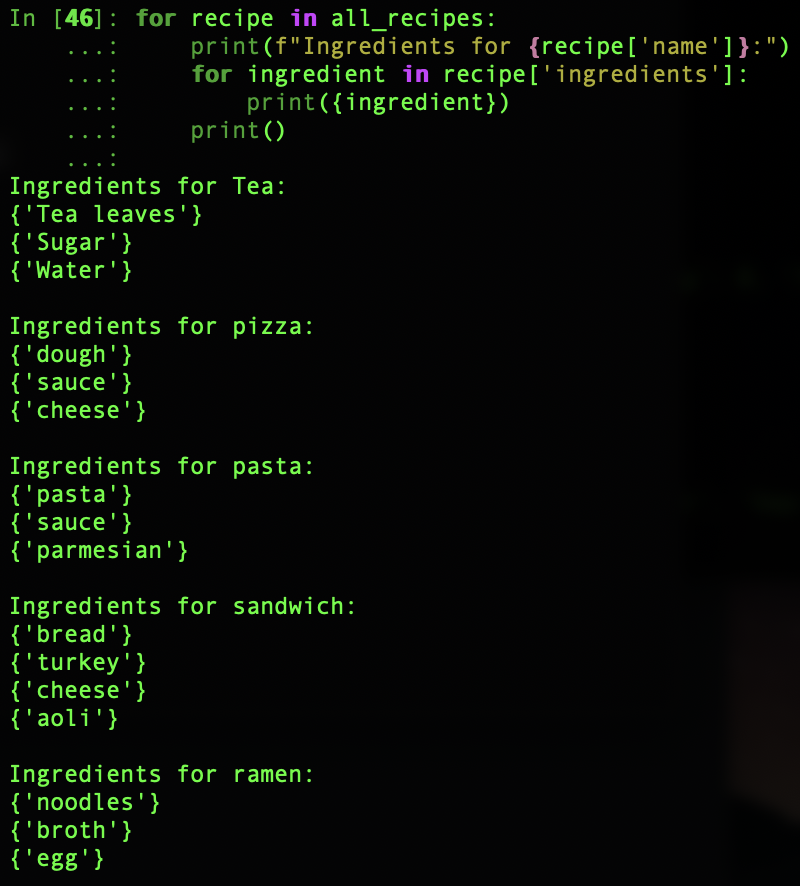 In [46]: for recipe in all_recipes:
    ...:     print(f"Ingredients for {recipe['name']}:")
    ...:     for ingredient in recipe['ingredients']:
    ...:         print({ingredient})
    ...:     print()
    ...:
Ingredients for Tea:
{'Tea leaves'}
{'Sugar'}
{'Water'}

Ingredients for pizza:
{'dough'}
{'sauce'}
{'cheese'}

Ingredients for pasta:
{'pasta'}
{'sauce'}
{'parmesian'}

Ingredients for sandwich:
{'bread'}
{'turkey'}
{'cheese'}
{'aoli'}

Ingredients for ramen:
{'noodles'}
{'broth'}
{'egg'}